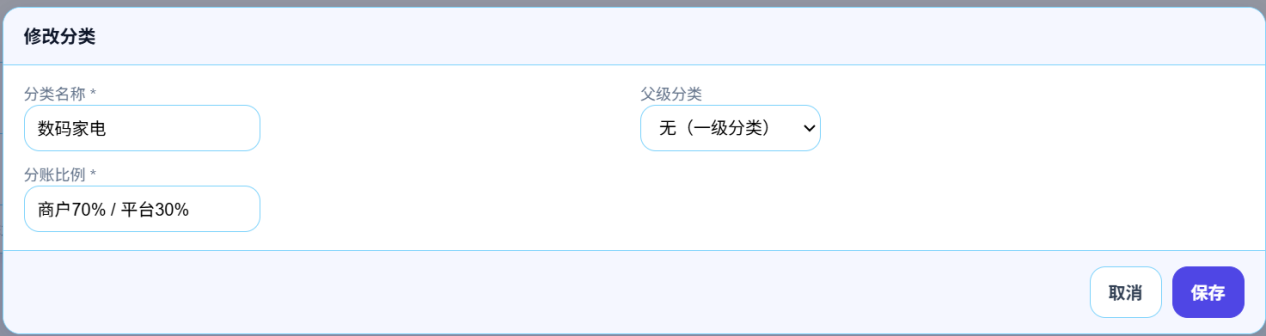 修改分类
分类名称 *
父级分类
数码家电
无（一级分类）
分账比例 *
商户70% / 平台30%
取消
保存